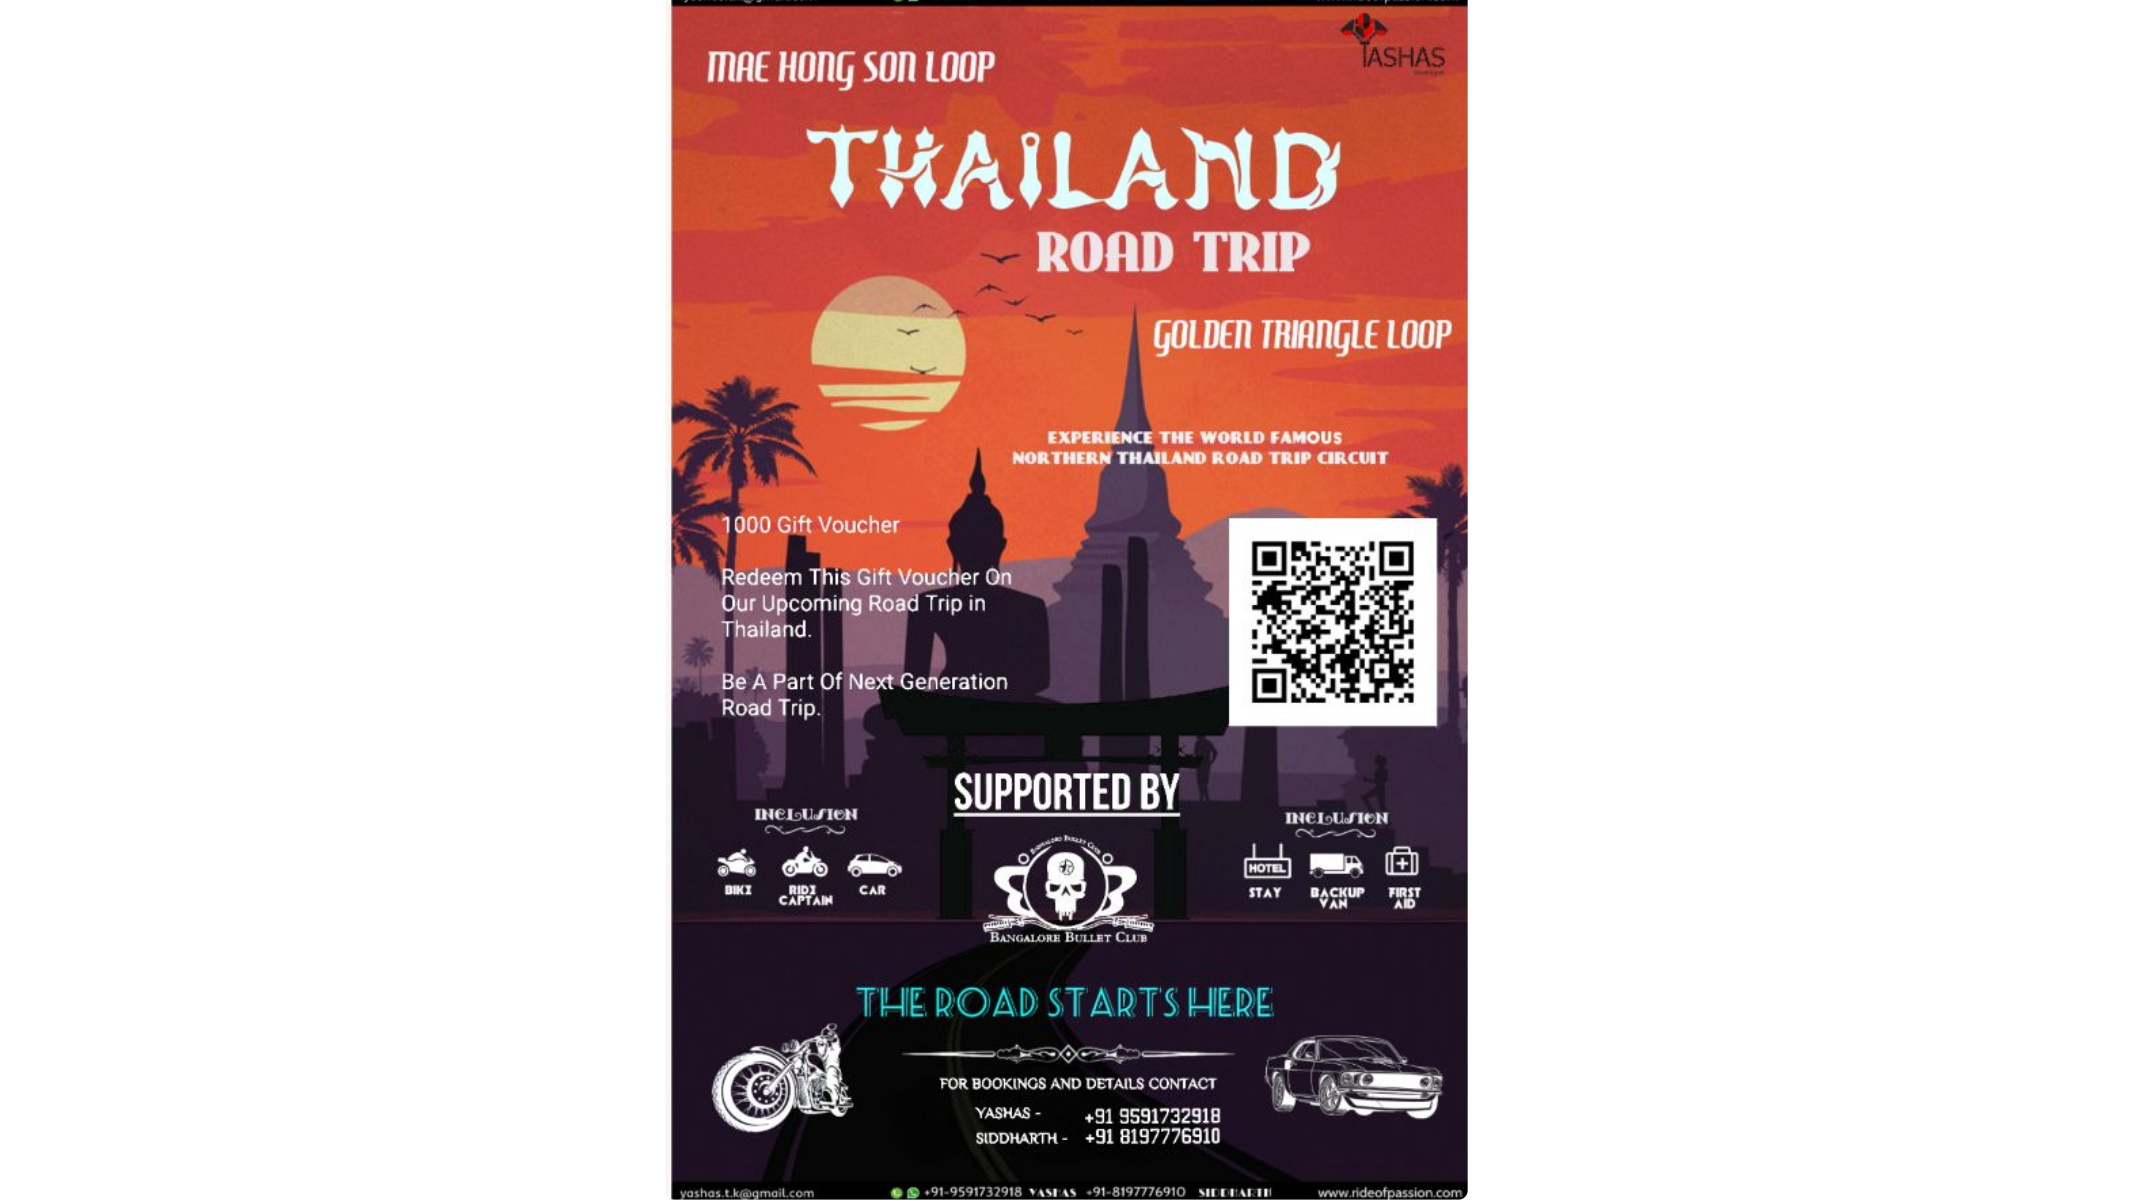 MAE HONG SON LOOP
YASHAS
THAILAND
ROAD TRIP
GOLDEN TRIANGLE LOOP
EXPERIENCE THE WORLD FAMOUS
NORTHERN THAILAND ROAD TRIP CIRCUIT
1000 Gift Voucher
Redeem This Gift Voucher On
Our Upcoming Road Trip in
Thailand.
Be A Part Of Next Generation
Road Trip.
SUPPORTED BY
INCLUSION
BIKE
RIDE
CAPTAIN
CAR
BANGALORE BULLET CLUB
BANGALORE BULLET CLUB
INCLUSION
HOTEL
STAY
BACKUP
VAN
FIRST
AID
THE ROAD STARTS HERE
FOR BOOKINGS AND DETAILS CONTACT
YASHAS - +91 9591732918
SIDDHARTH - +91 8197776910
yashas.t.k@gmail.com +91-9591732918 YASHAS +91-8197776910 SIDDHARTH www.rideofpassion.com